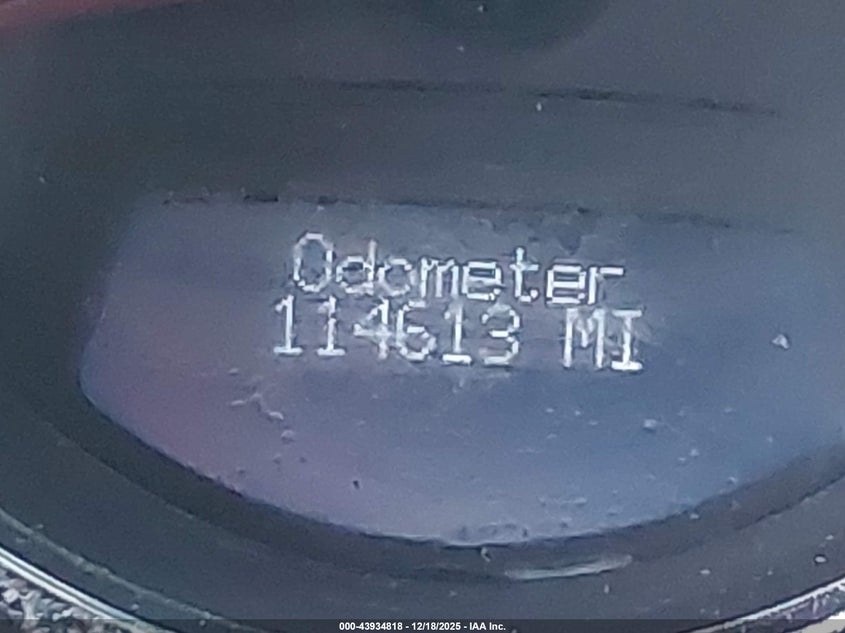 Odometer
114613 MI
000-43934818 - 12/18/2025 - IAA Inc.